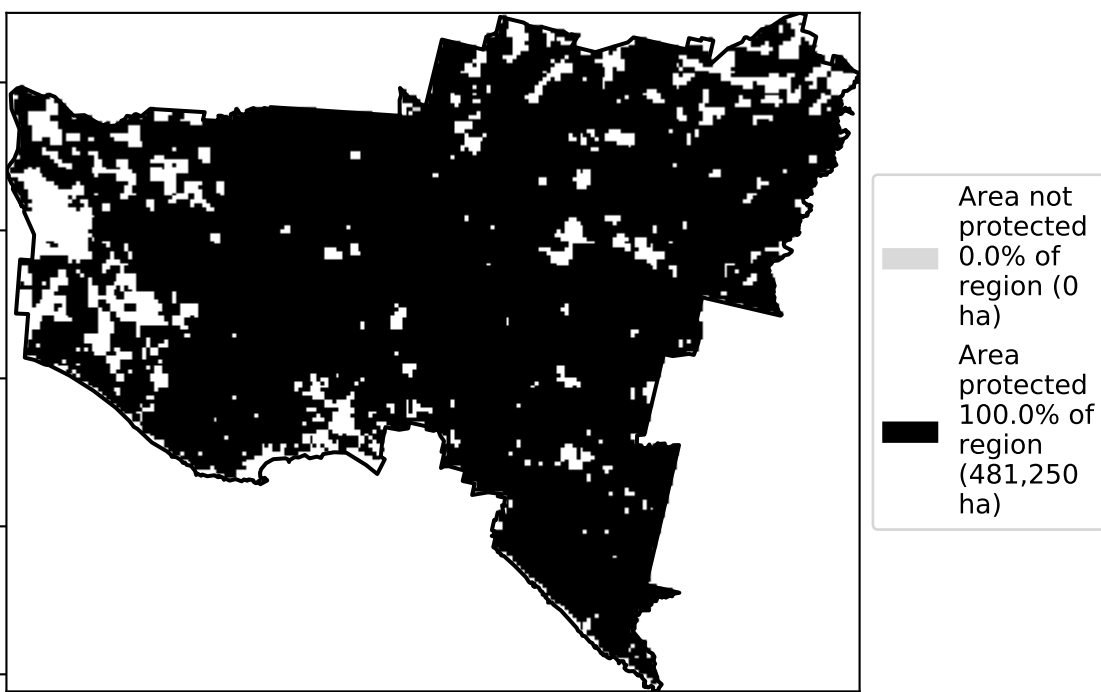 Area not
protected
0.0% of
region (0
ha)
Area
protected
100.0% of
region
(481,250
ha)